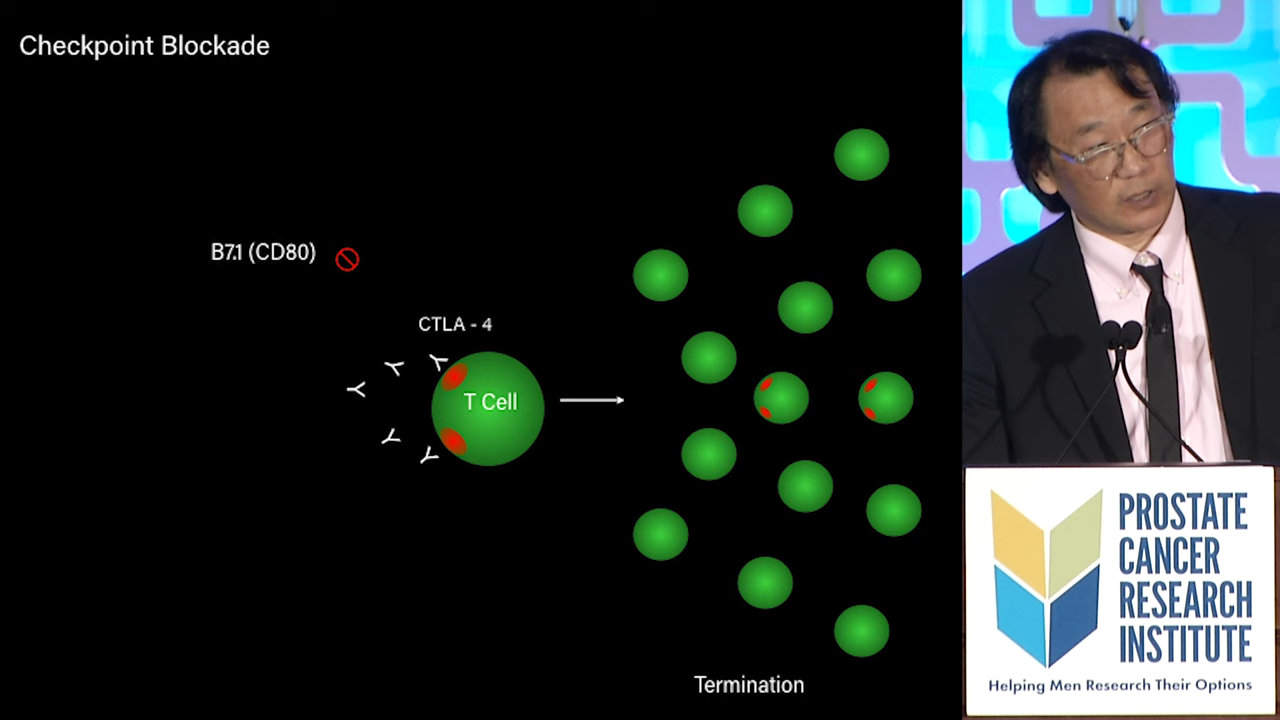 Checkpoint Blockade
B7.1 (CD80)
CTLA - 4
T Cell
Termination
PROSTATE
CANCER
RESEARCH
INSTITUTE
Helping Men Research Their Options